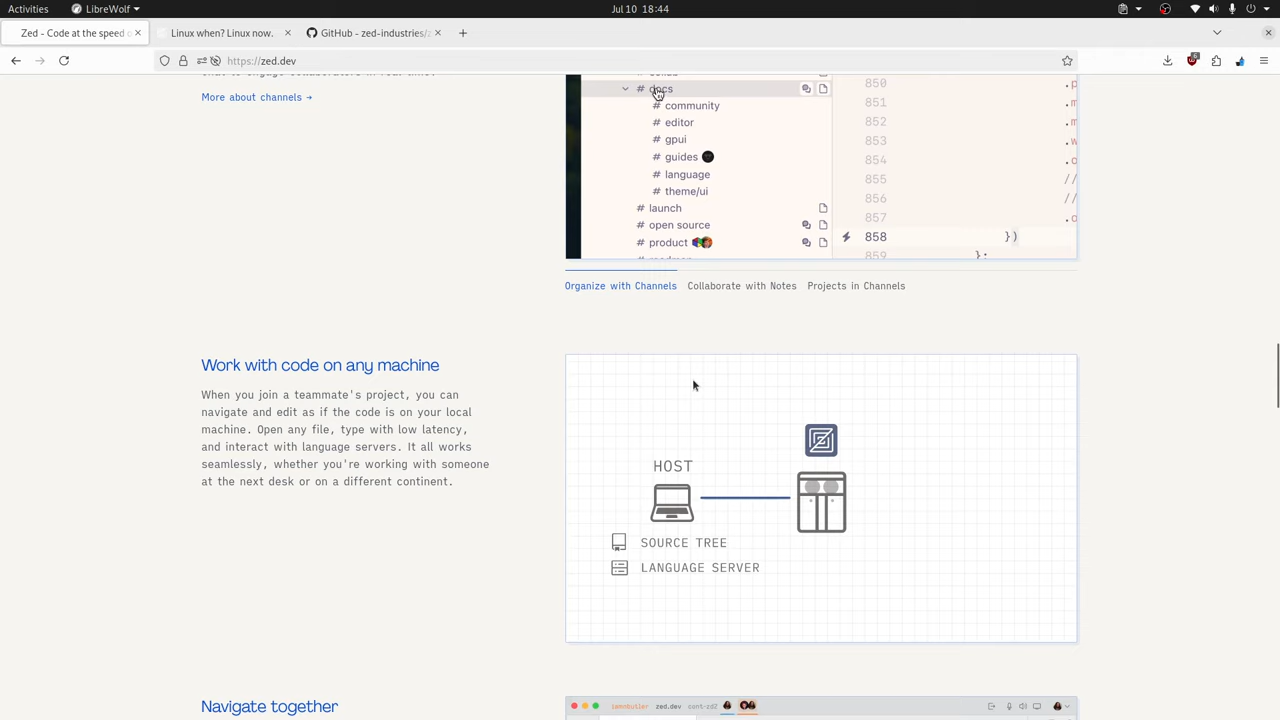 Activities
LibreWolf
Jul 10 18:44
Zed - Code at the speed o
Linux when? Linux now.
GitHub - zed-industries/z
https://zed.dev
6
More about channels →
# docs
# community
# editor
# gpui
# guides
# language
# theme/ui
# launch
# open source
# product
850
851
852
853
854
855
856
857
858
859
.p
.m
.m
.w
.o
//
//
.o
})
};
Organize with Channels
Collaborate with Notes
Projects in Channels
Work with code on any machine
When you join a teammate's project, you can
navigate and edit as if the code is on your local
machine. Open any file, type with low latency,
and interact with language servers. It all works
seamlessly, whether you're working with someone
at the next desk or on a different continent.
HOST
SOURCE TREE
LANGUAGE SERVER
Navigate together
iamnbutler
zed.dev
cont-zd2